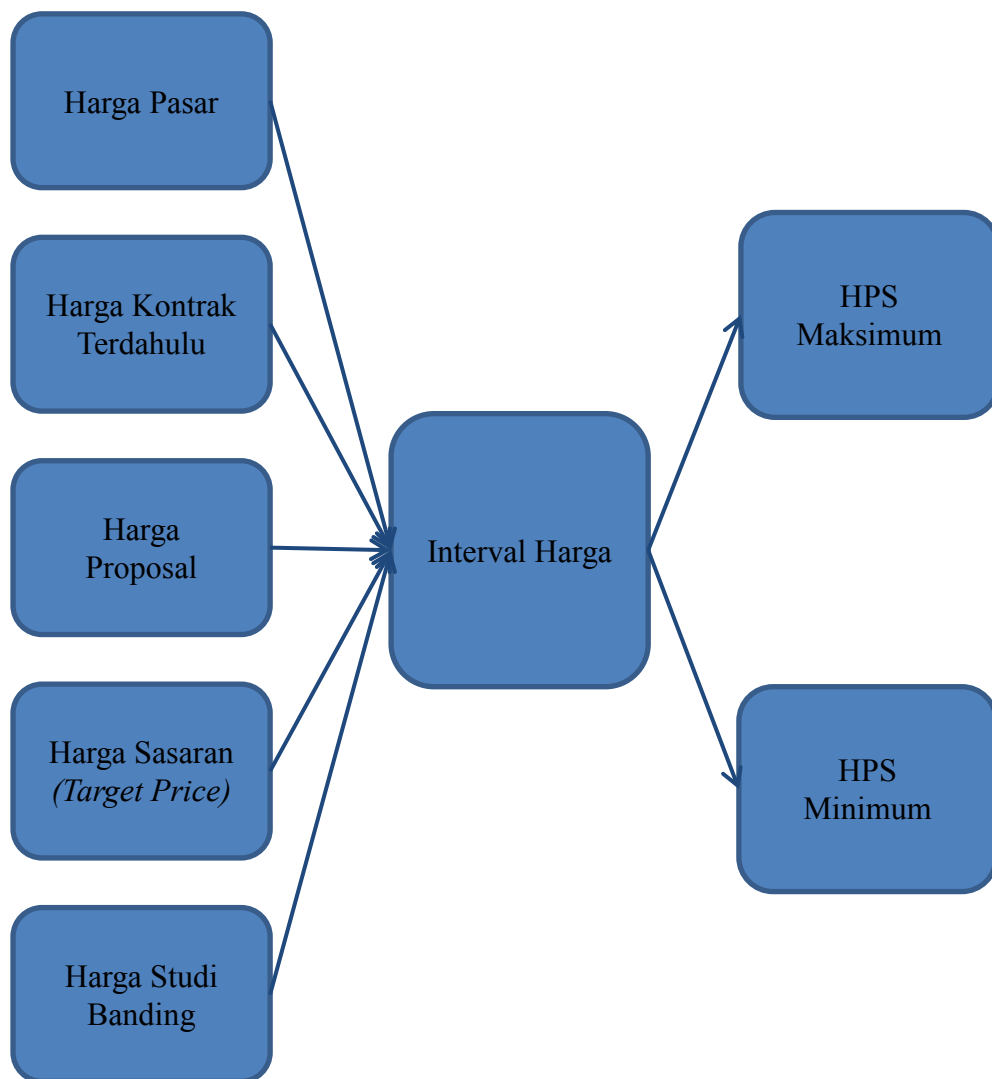 Harga Pasar
Harga Kontrak
Terdahulu
Harga
Proposal
Harga Sasaran
(Target Price)
Harga Studi
Banding
Interval Harga
HPS
Maksimum
HPS
Minimum